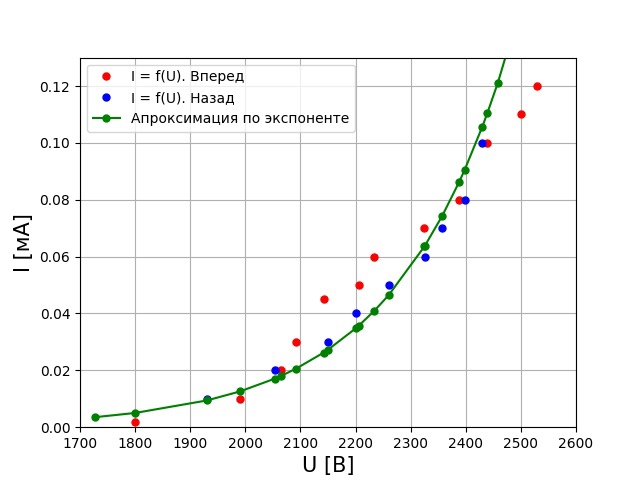 I = f(U). Вперед
I = f(U). Назад
Апроксимация по экспоненте
0.12
0.10
0.08
0.06
0.04
0.02
0.00
I [мА]
1700 1800 1900 2000 2100 2200 2300 2400 2500 2600
U [В]